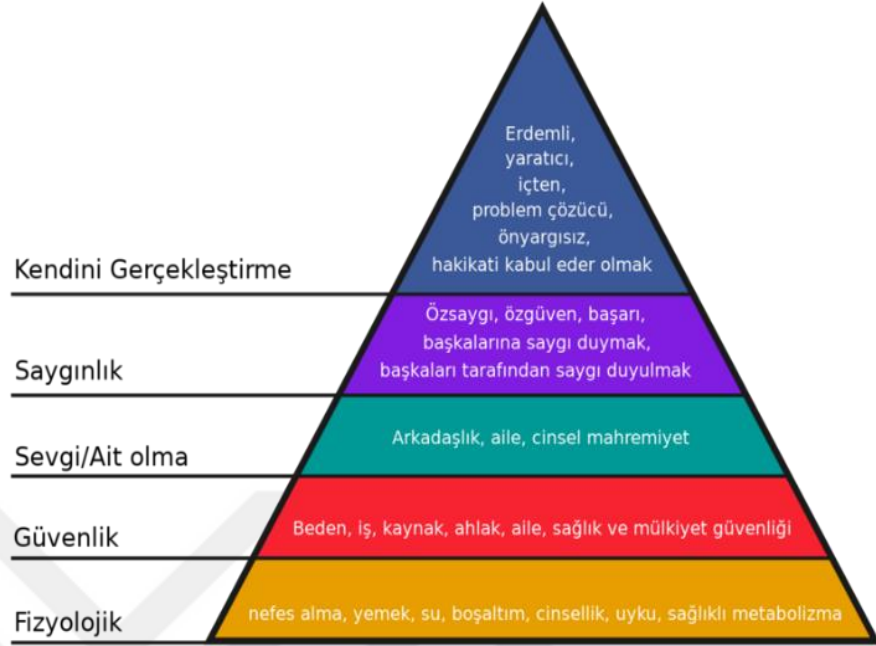 Erdemli,
yaratıcı,
içten,
problem çözücü,
önyargısız,
hakikati kabul eder olmak
Kendini Gerçekleştirme
Özsaygı, özgüven, başarı,
başkalarına saygı duymak,
başkaları tarafından saygı duyulmak
Saygınlık
Arkadaşlık, aile, cinsel mahremiyet
Sevgi/Ait olma
Beden, iş, kaynak, ahlak, aile, sağlık ve mülkiyet güvenliği
Güvenlik
nefes alma, yemek, su, boşaltım, cinsellik, uyku, sağlıklı metabolizma
Fizyolojik